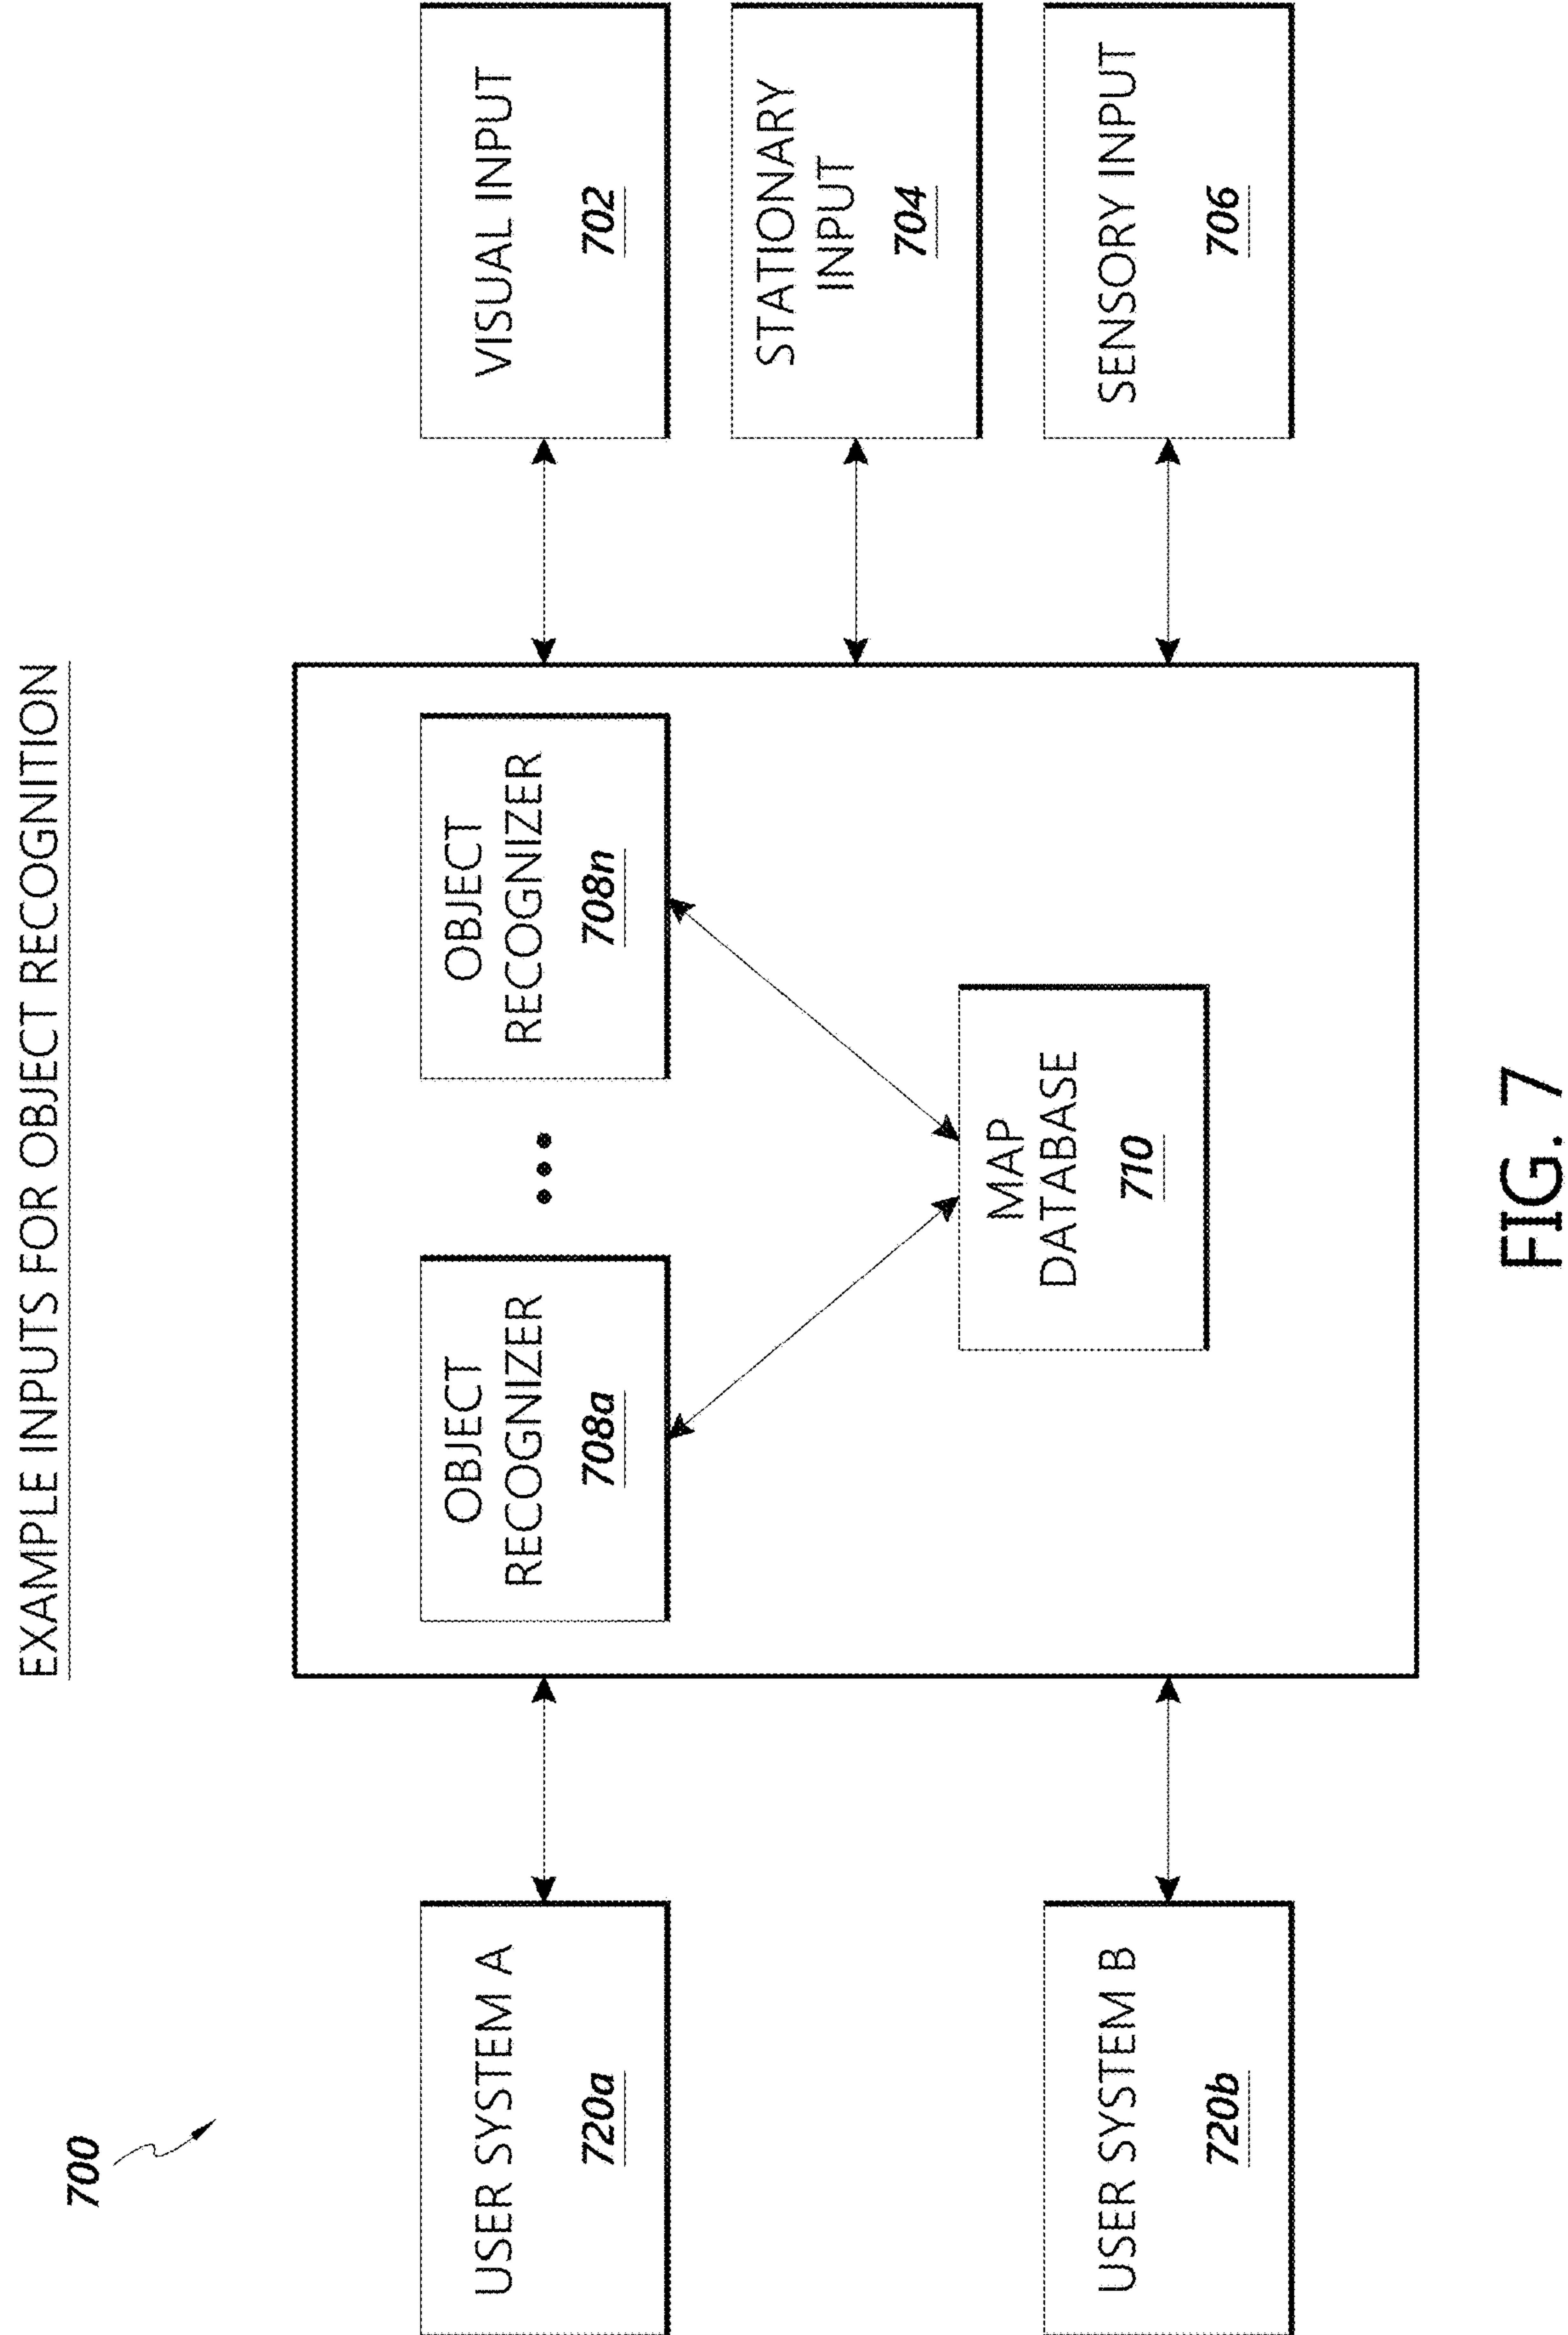 EXAMPLE INPUTS FOR OBJECT RECOGNITION
700
USER SYSTEM A
720a
USER SYSTEM B
720b
OBJECT
RECOGNIZER
708a
OBJECT
RECOGNIZER
708n
MAP
DATABASE
710
VISUAL INPUT
702
STATIONARY
INPUT
704
SENSORY INPUT
706
FIG. 7